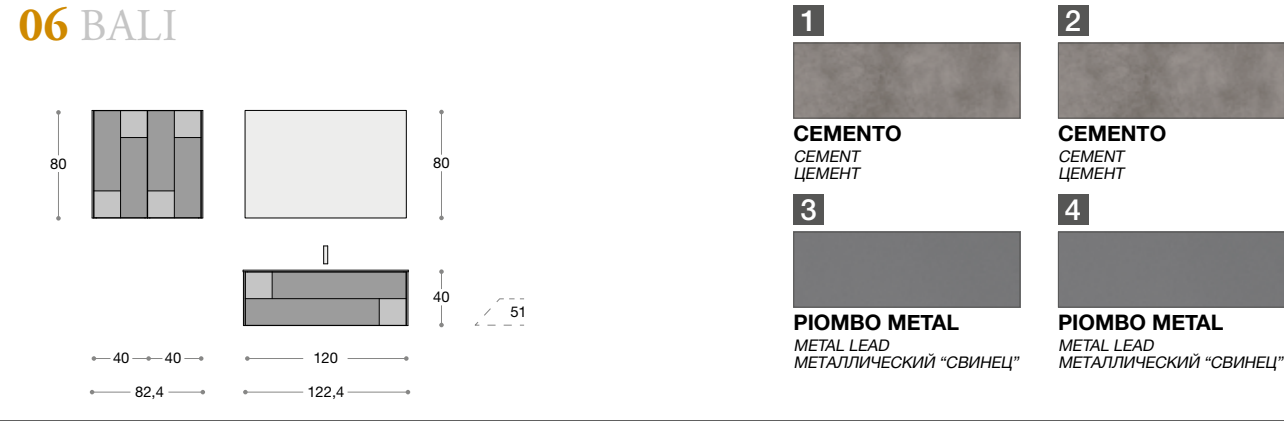 06 BALI
80
80
40
51
40 40 120
82,4 122,4
1
CEMENTO
CEMENT
ЦЕМЕНТ
2
CEMENTO
CEMENT
ЦЕМЕНТ
3
PIOMBO METAL
METAL LEAD
МЕТАЛЛИЧЕСКИЙ “СВИНЕЦ”
4
PIOMBO METAL
METAL LEAD
МЕТАЛЛИЧЕСКИЙ “СВИНЕЦ”